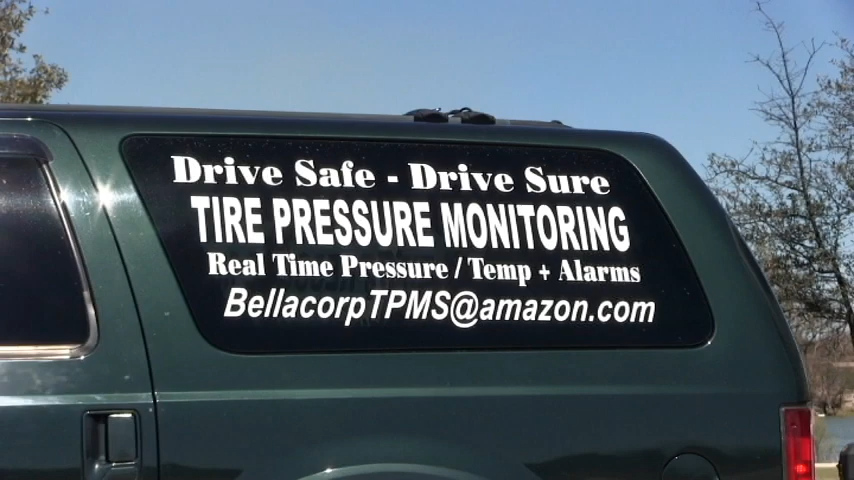 Drive Safe - Drive Sure
TIRE PRESSURE MONITORING
Real Time Pressure / Temp + Alarms
BellacorpTPMS@amazon.com